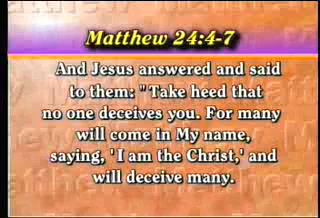 Matthew 24:4-7
And Jesus answered and said
to them: "Take heed that
no one deceives you. For many
will come in My name,
saying, 'I am the Christ,' and
will deceive many.